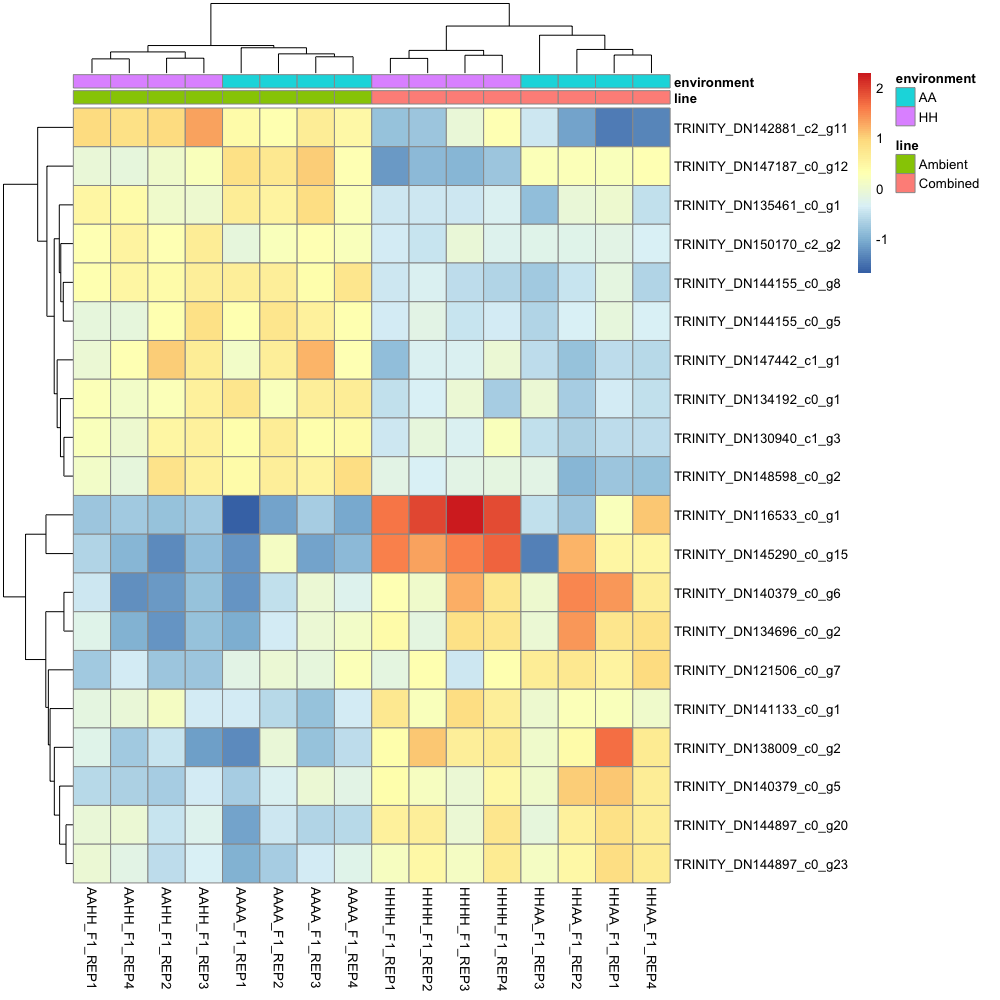 environment
line
TRINITY_DN142881_c2_g11
TRINITY_DN147187_c0_g12
TRINITY_DN135461_c0_g1
TRINITY_DN150170_c2_g2
TRINITY_DN144155_c0_g8
TRINITY_DN144155_c0_g5
TRINITY_DN147442_c1_g1
TRINITY_DN134192_c0_g1
TRINITY_DN130940_c1_g3
TRINITY_DN148598_c0_g2
TRINITY_DN116533_c0_g1
TRINITY_DN145290_c0_g15
TRINITY_DN140379_c0_g6
TRINITY_DN134696_c0_g2
TRINITY_DN121506_c0_g7
TRINITY_DN141133_c0_g1
TRINITY_DN138009_c0_g2
TRINITY_DN140379_c0_g5
TRINITY_DN144897_c0_g20
TRINITY_DN144897_c0_g23
AAHH_F1_REP1
AAHH_F1_REP4
AAHH_F1_REP2
AAHH_F1_REP3
AAAA_F1_REP1
AAAA_F1_REP2
AAAA_F1_REP3
AAAA_F1_REP4
HHHH_F1_REP1
HHHH_F1_REP2
HHHH_F1_REP3
HHHH_F1_REP4
HHAA_F1_REP3
HHAA_F1_REP2
HHAA_F1_REP1
HHAA_F1_REP4
2
1
0
-1
environment
AA
HH
line
Ambient
Combined